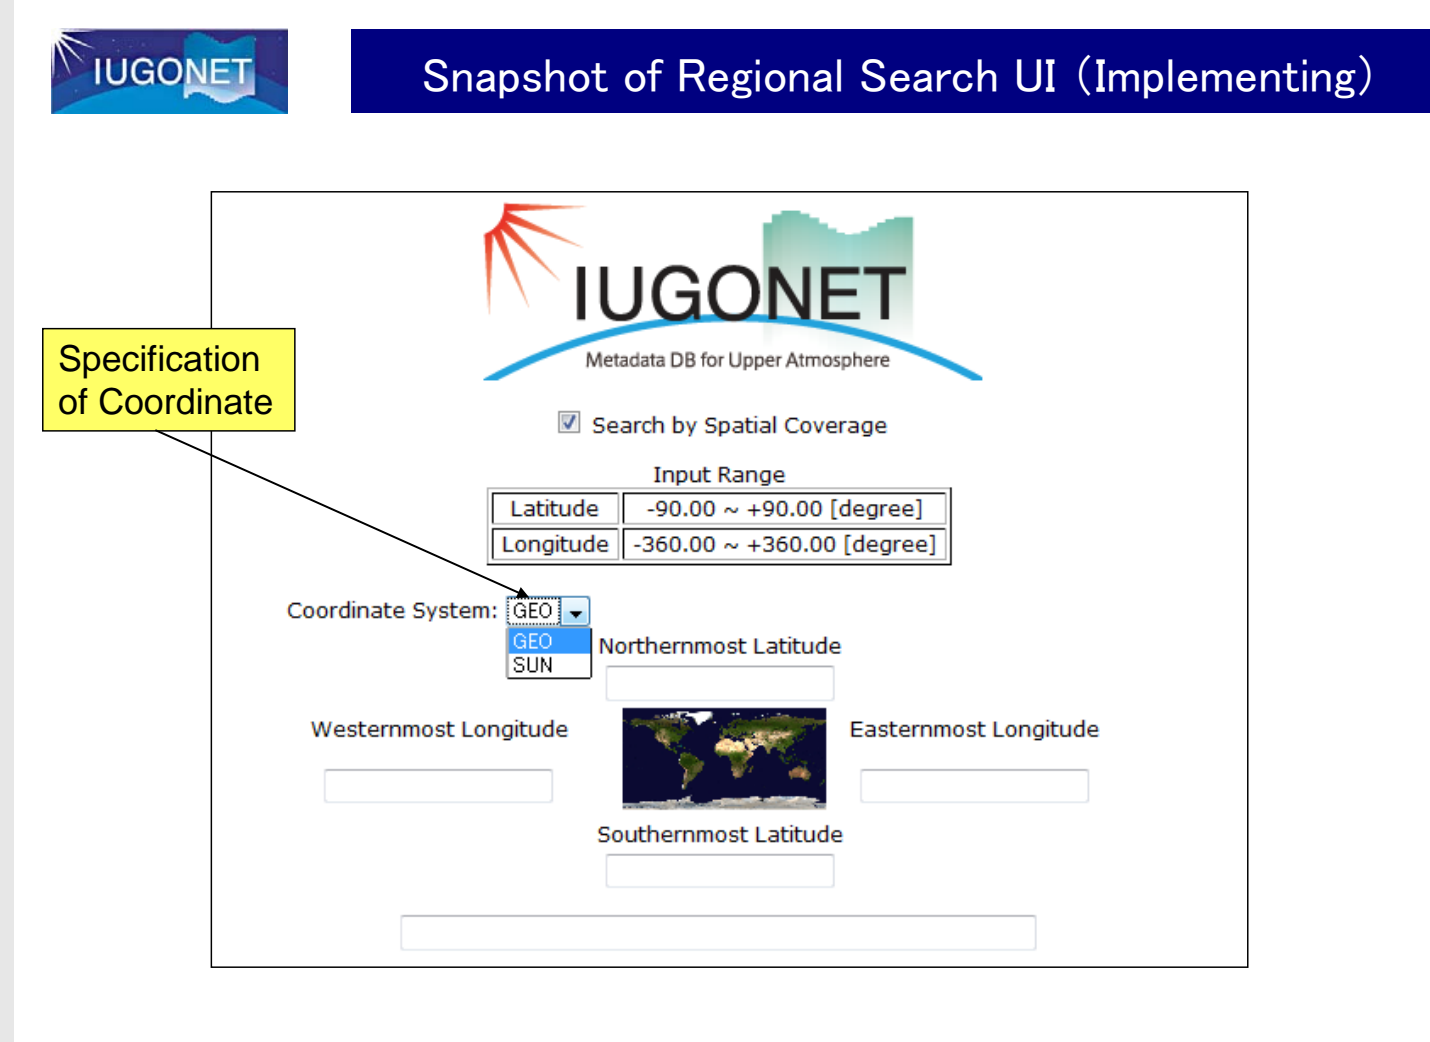 IUGONET
Snapshot of Regional Search UI (Implementing)
IUGONET
Metadata DB for Upper Atmosphere
Specification
of Coordinate
Search by Spatial Coverage
Input Range
Latitude -90.00 ~ +90.00 [degree]
Longitude -360.00 ~ +360.00 [degree]
Coordinate System: GEO
GEO
SUN
Northernmost Latitude
Westernmost Longitude
Easternmost Longitude
Southernmost Latitude